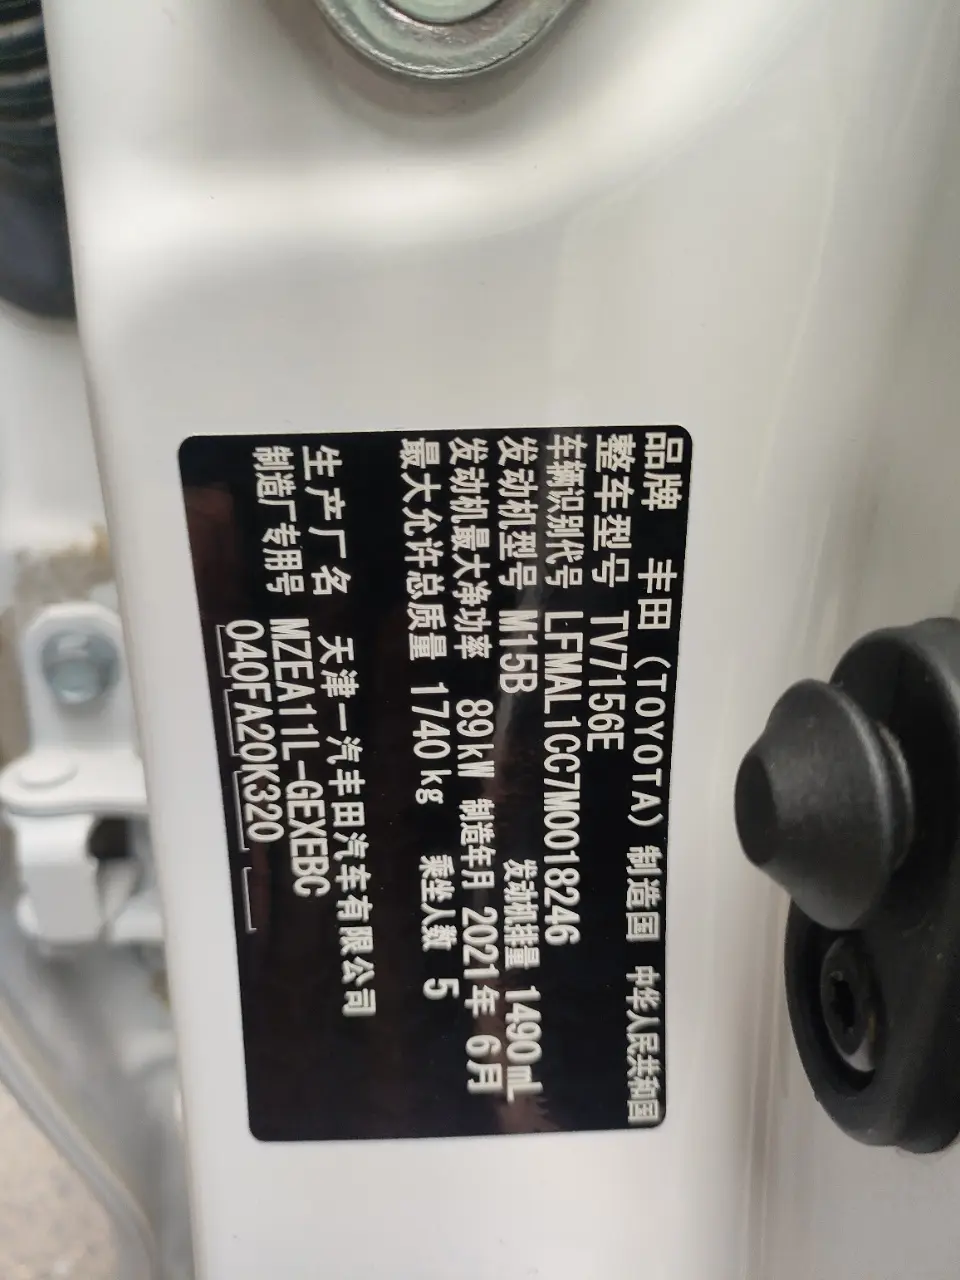 品牌 丰田（TOYOTA） 制造国 中华人民共和国
整车型号 TV7156E
车辆识别代号 LFMAL1CC7M0018246
发动机型号 M15B 发动机排量 1490mL
发动机最大净功率 89kW 制造年月 2021年 6月
最大允许总质量 1740kg 乘坐人数 5
生产厂名 天津一汽丰田汽车有限公司
制造厂专用号 MZEA11L-GEXEBC
040FA20K320